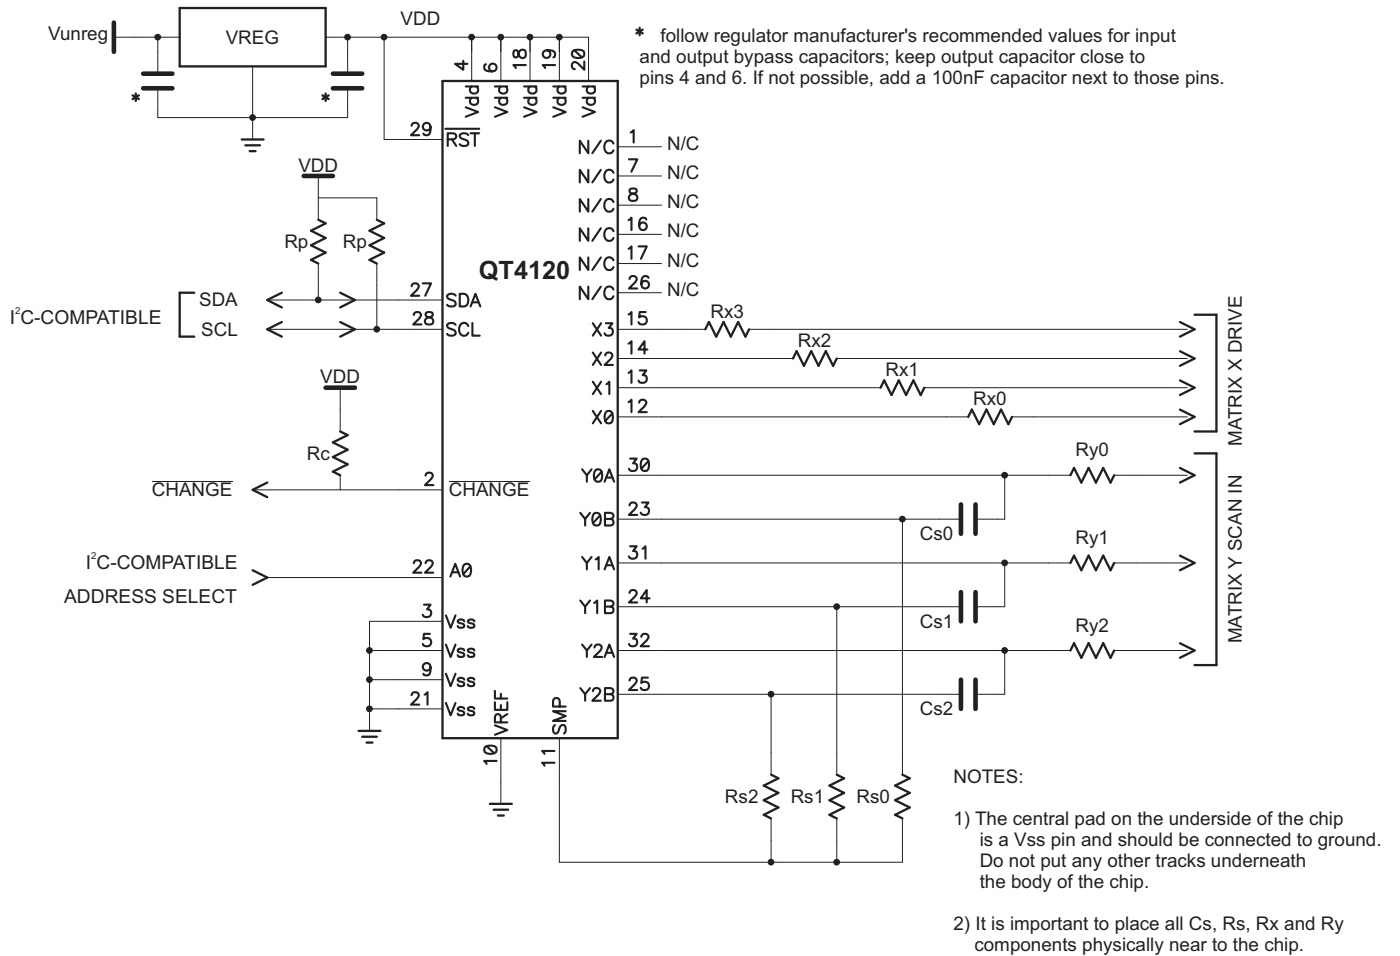 Vunreg
VREG
VDD
* follow regulator manufacturer's recommended values for input
and output bypass capacitors; keep output capacitor close to
pins 4 and 6. If not possible, add a 100nF capacitor next to those pins.
*
*
4 6 18 19 20
Vdd Vdd Vdd Vdd Vdd
29 RST
N/C 1 N/C
N/C 7 N/C
N/C 8 N/C
N/C 16 N/C
N/C 17 N/C
N/C 26 N/C
VDD
Rp Rp
QT4120
I²C-COMPATIBLE
SDA 27 SDA
SCL 28 SCL
X3 15 Rx3
X2 14 Rx2
X1 13 Rx1
X0 12 Rx0
MATRIX X DRIVE
VDD
Rc
CHANGE 2 CHANGE
Y0A 30 Ry0
Y0B 23 Cs0
Y1A 31 Ry1
Y1B 24 Cs1
Y2A 32 Ry2
Y2B 25 Cs2
MATRIX Y SCAN IN
I²C-COMPATIBLE
ADDRESS SELECT
22 A0
3 Vss
5 Vss
9 Vss
21 Vss
VREF 10
SMP 11
Rs2 Rs1 Rs0
NOTES:
1) The central pad on the underside of the chip
is a Vss pin and should be connected to ground.
Do not put any other tracks underneath
the body of the chip.
2) It is important to place all Cs, Rs, Rx and Ry
components physically near to the chip.